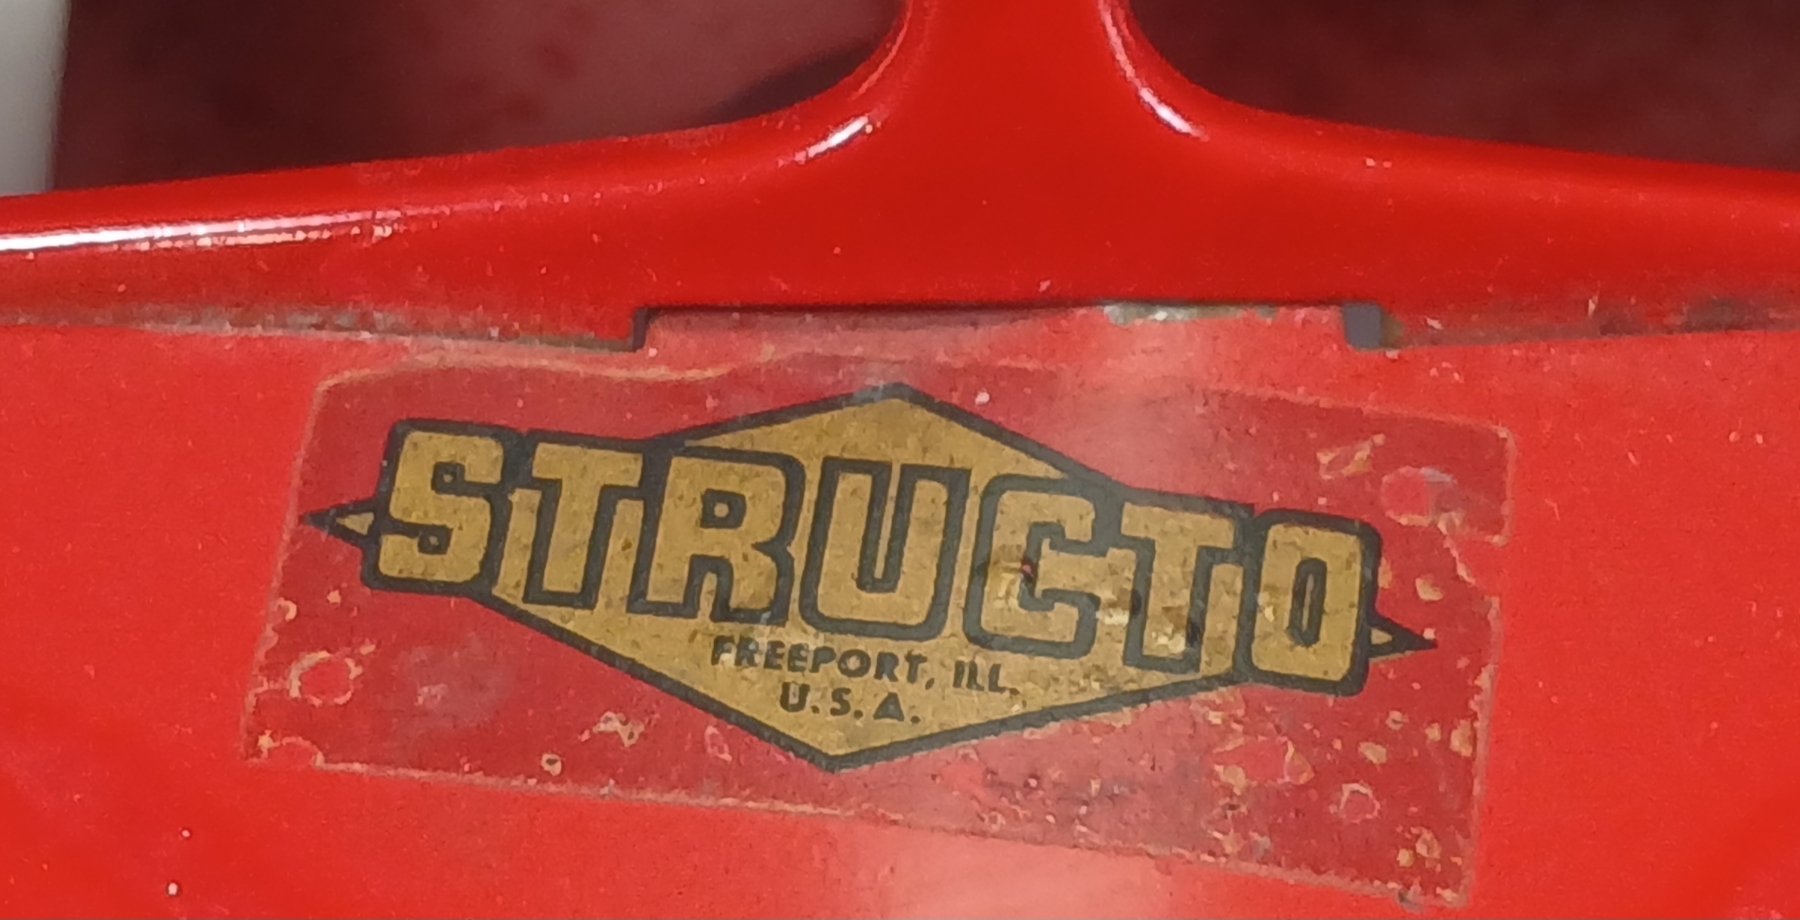 STRUCTO
FREEPORT, ILL.
U.S.A.